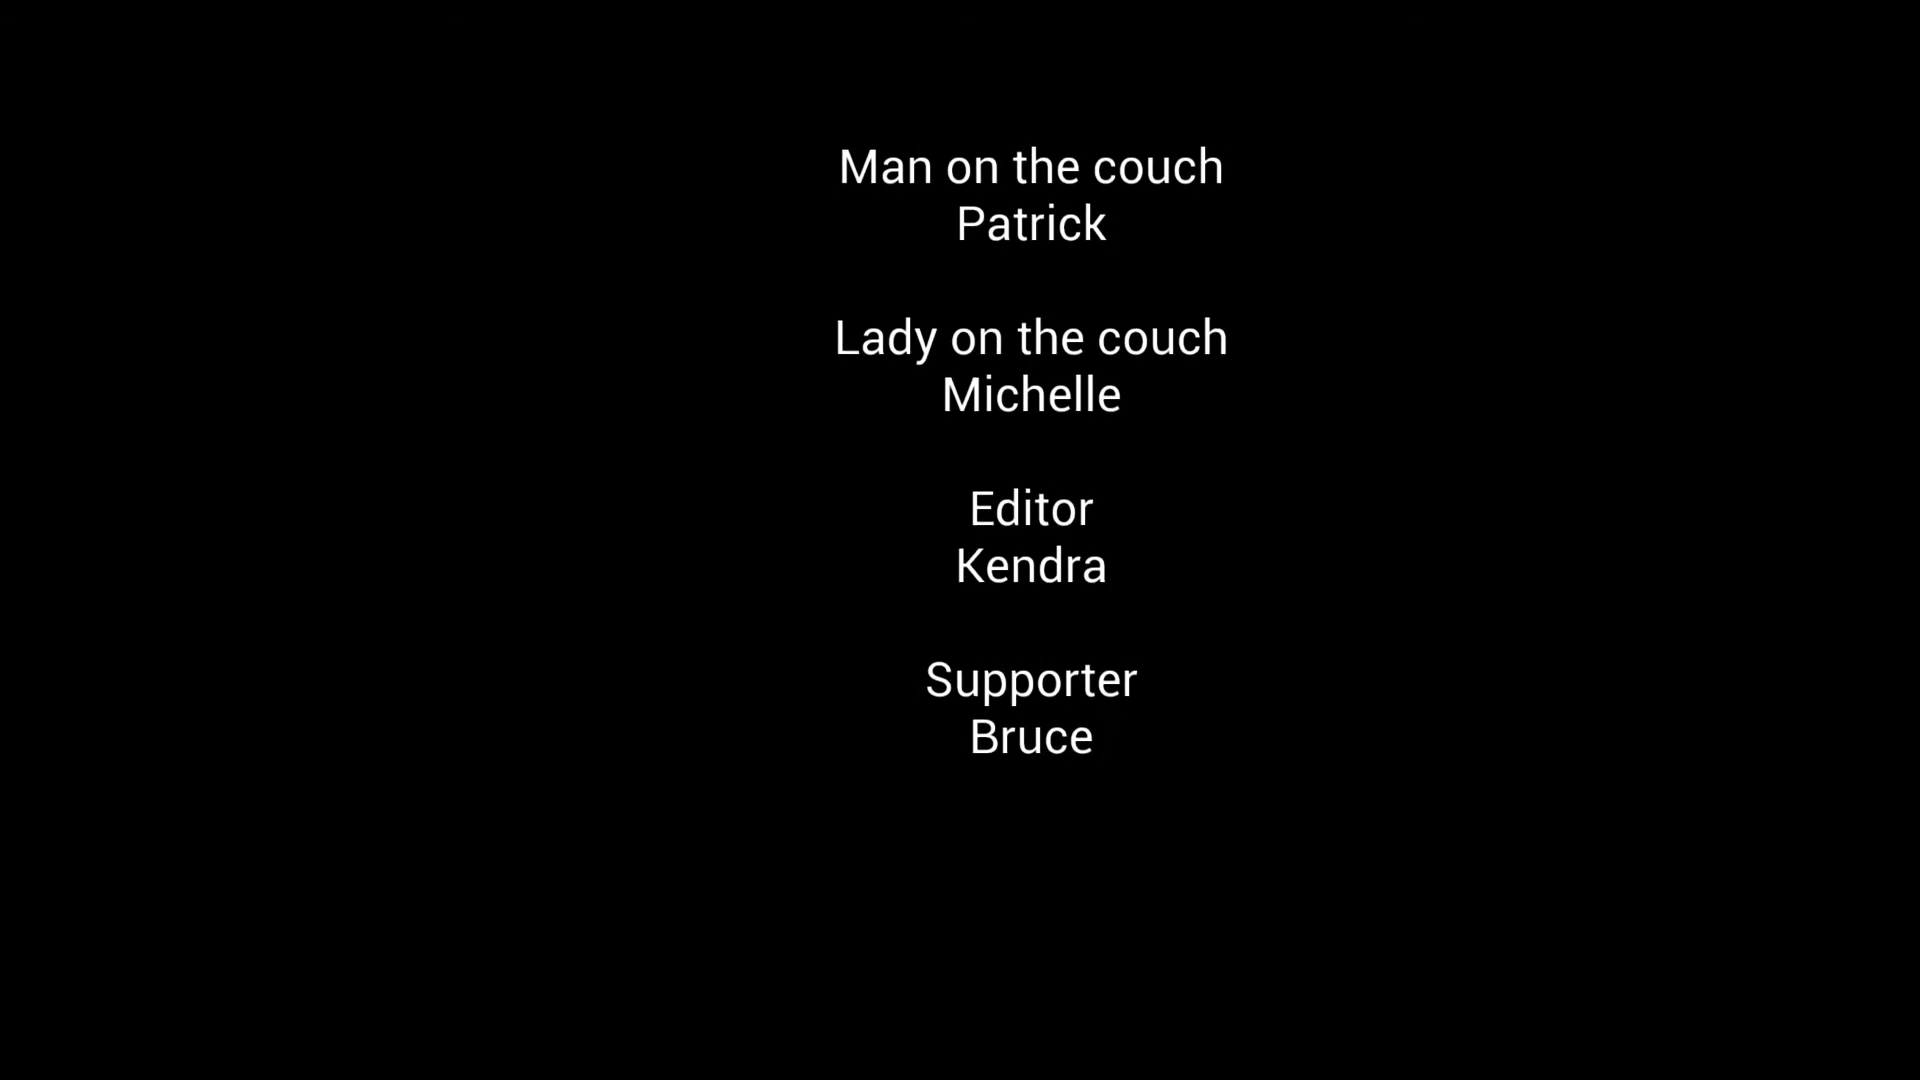 Man on the couch
Patrick
Lady on the couch
Michelle
Editor
Kendra
Supporter
Bruce